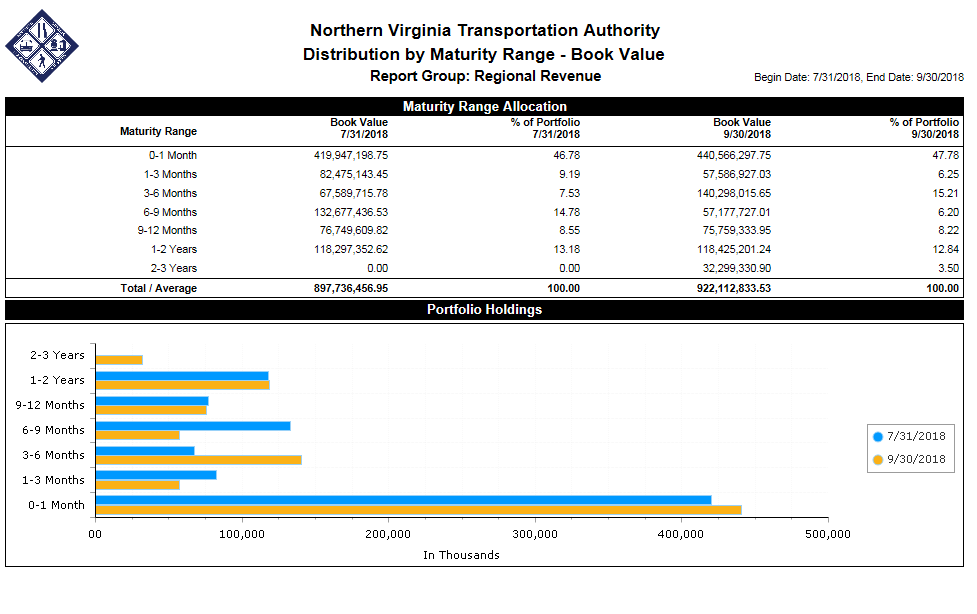 Northern Virginia Transportation Authority
Distribution by Maturity Range - Book Value
Report Group: Regional Revenue
Begin Date: 7/31/2018, End Date: 9/30/2018
Maturity Range Allocation
Maturity Range Book Value 7/31/2018 % of Portfolio 7/31/2018 Book Value 9/30/2018 % of Portfolio 9/30/2018
0-1 Month 419,947,198.75 46.78 440,566,297.75 47.78
1-3 Months 82,475,143.45 9.19 57,586,927.03 6.25
3-6 Months 67,589,715.78 7.53 140,298,015.65 15.21
6-9 Months 132,677,436.53 14.78 57,177,727.01 6.20
9-12 Months 76,749,609.82 8.55 75,759,333.95 8.22
1-2 Years 118,297,352.62 13.18 118,425,201.24 12.84
2-3 Years 0.00 0.00 32,299,330.90 3.50
Total / Average 897,736,456.95 100.00 922,112,833.53 100.00
Portfolio Holdings
2-3 Years
1-2 Years
9-12 Months
6-9 Months
3-6 Months
1-3 Months
0-1 Month
00 100,000 200,000 300,000 400,000 500,000
In Thousands
7/31/2018
9/30/2018